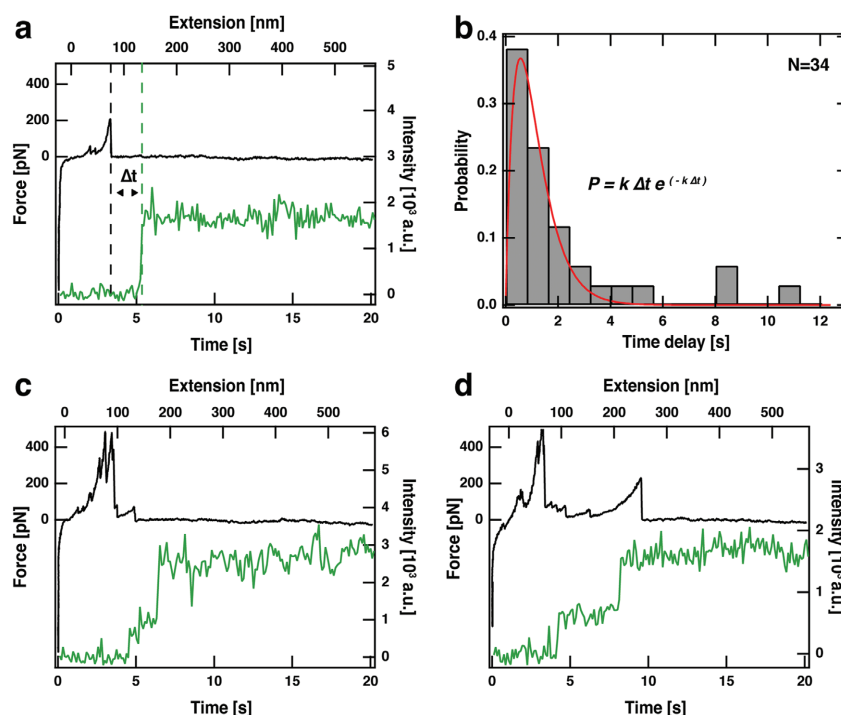 a
Extension [nm]
0 100 200 300 400 500
Force [pN]
400
200
0
Δt
5
4
3
2
1
0
Intensity [10³ a.u.]
0 5 10 15 20
Time [s]
b
Probability
0.4
0.3
0.1
0.0
N=34
P = k Δt e (- k Δt)
0 2 4 6 8 10 12
Time delay [s]
c
Extension [nm]
0 100 200 300 400 500
Force [pN]
400
200
0
6
5
4
3
2
1
0
Intensity [10³ a.u.]
0 5 10 15 20
Time [s]
d
Extension [nm]
0 100 200 300 400 500
Force [pN]
400
200
0
3
2
1
0
Intensity [10³ a.u.]
0 5 10 15 20
Time [s]